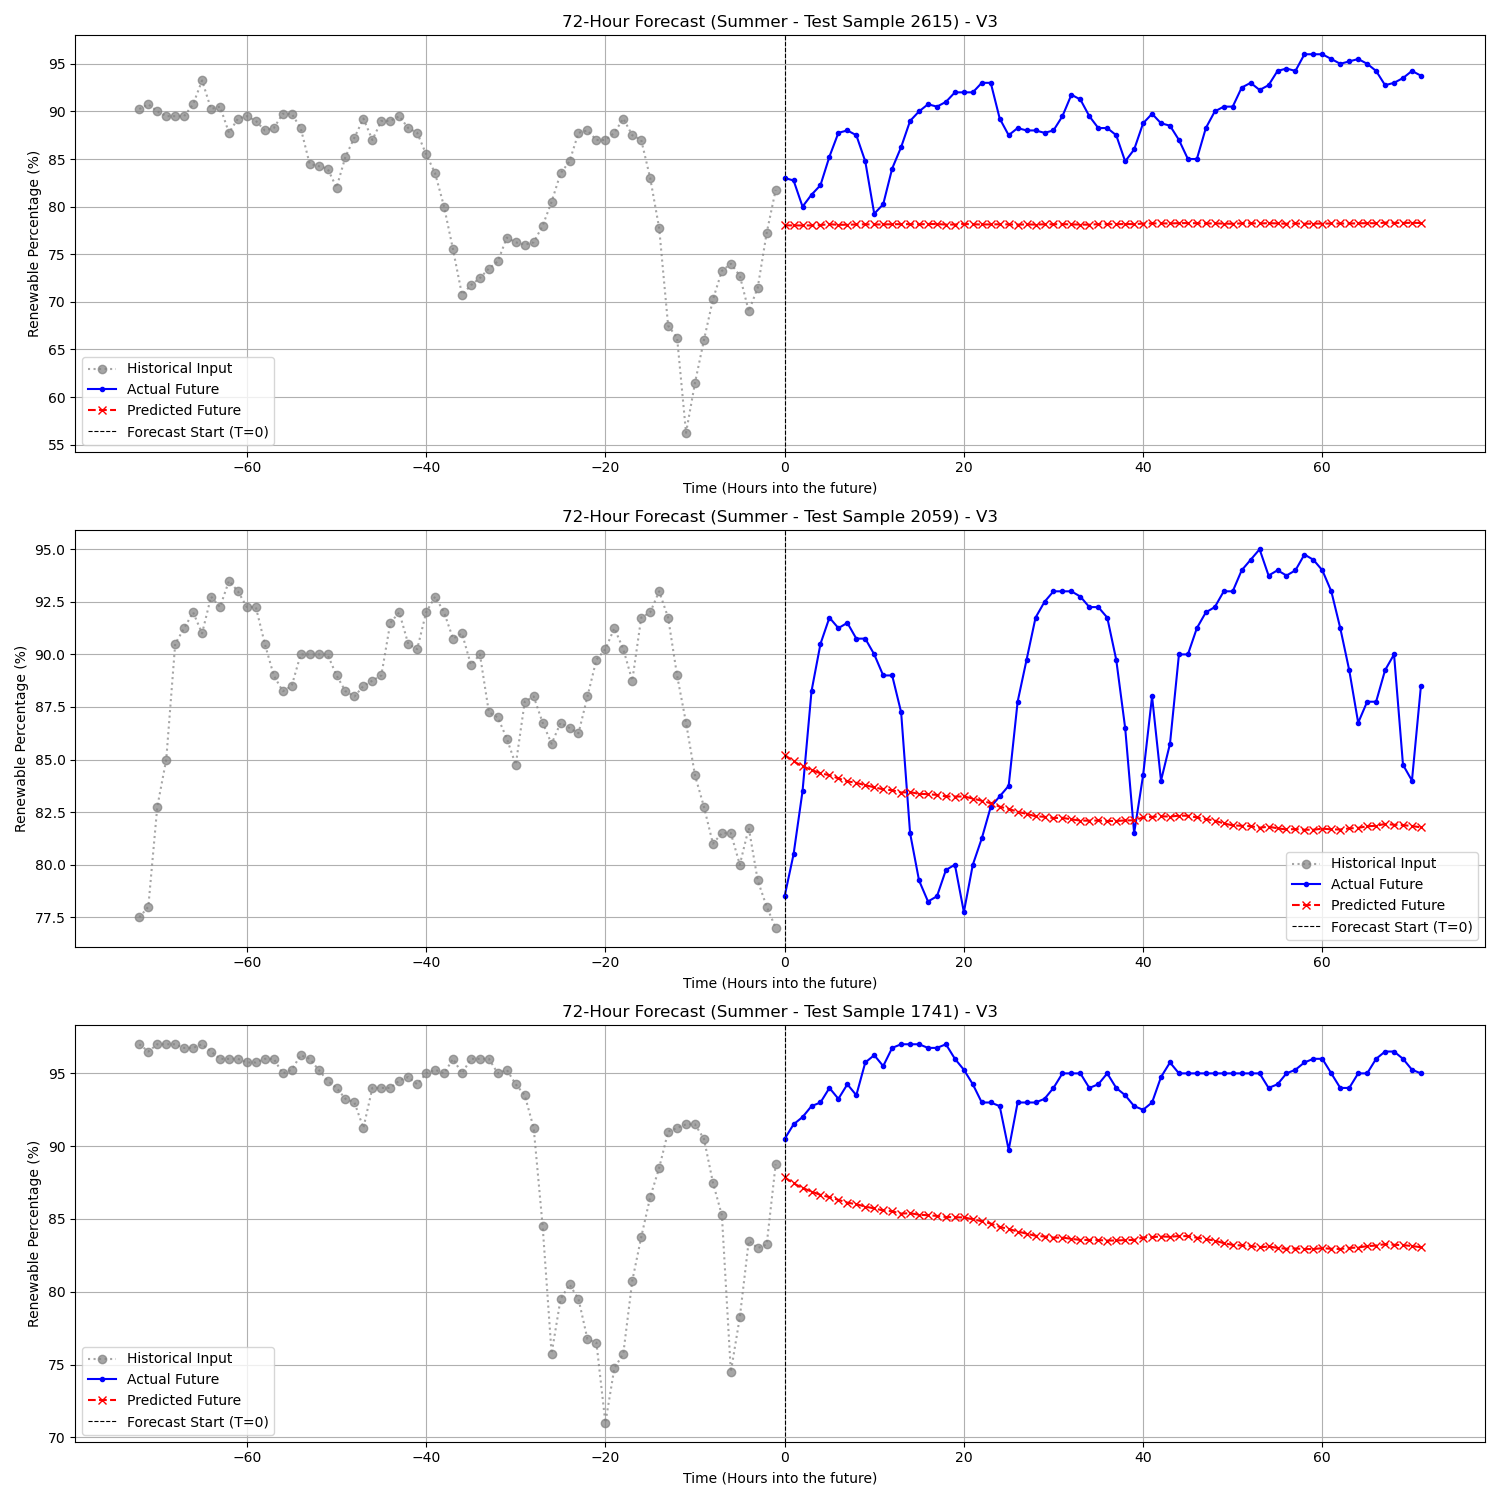 72-Hour Forecast (Summer - Test Sample 2615) - V3
Renewable Percentage (%)
95
90
85
80
75
70
65
60
55
Historical Input
Actual Future
Predicted Future
Forecast Start (T=0)
−60 −40 −20 0 20 40 60
Time (Hours into the future)
72-Hour Forecast (Summer - Test Sample 2059) - V3
Renewable Percentage (%)
95.0
92.5
90.0
87.5
85.0
82.5
80.0
77.5
Historical Input
Actual Future
Predicted Future
Forecast Start (T=0)
−60 −40 −20 0 20 40 60
Time (Hours into the future)
72-Hour Forecast (Summer - Test Sample 1741) - V3
Renewable Percentage (%)
95
90
85
80
75
70
Historical Input
Actual Future
Predicted Future
Forecast Start (T=0)
−60 −40 −20 0 20 40 60
Time (Hours into the future)